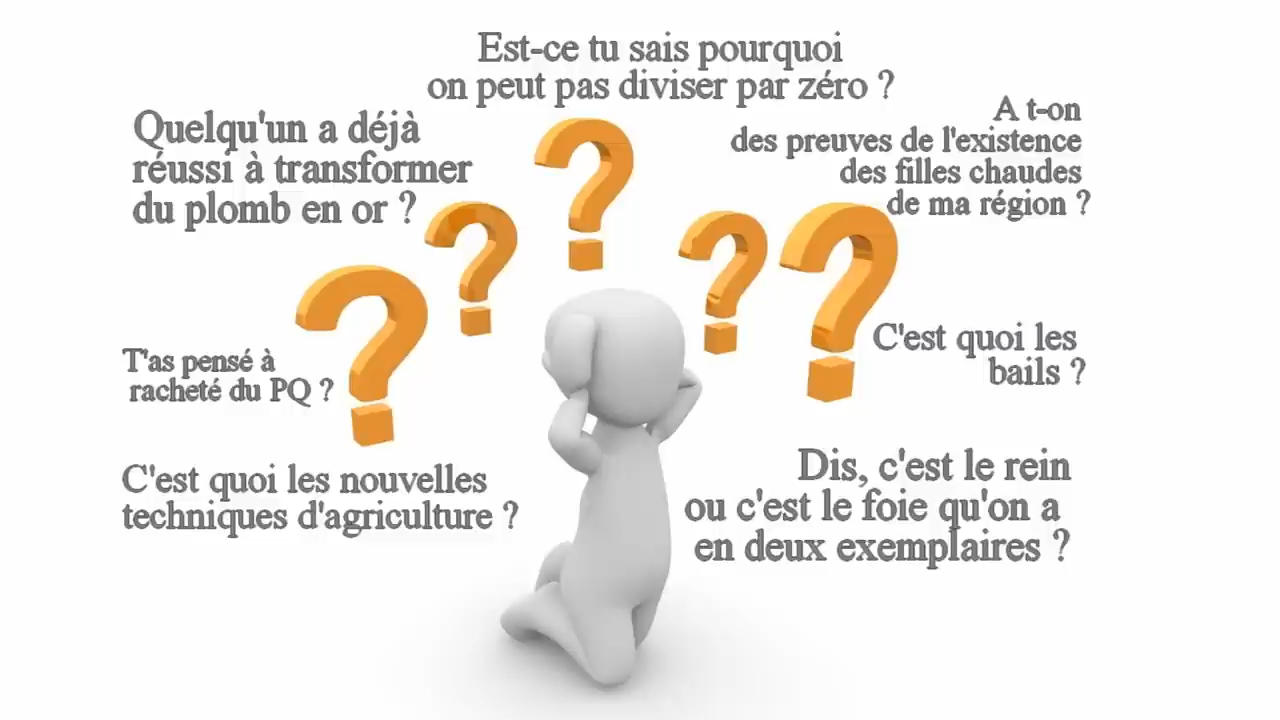 Est-ce tu sais pourquoi
on peut pas diviser par zéro ?
Quelqu'un a déjà
réussi à transformer
du plomb en or ?
A t-on
des preuves de l'existence
des filles chaudes
de ma région ?
T'as pensé à
racheté du PQ ?
C'est quoi les
bails ?
C'est quoi les nouvelles
techniques d'agriculture ?
Dis, c'est le rein
ou c'est le foie qu'on a
en deux exemplaires ?